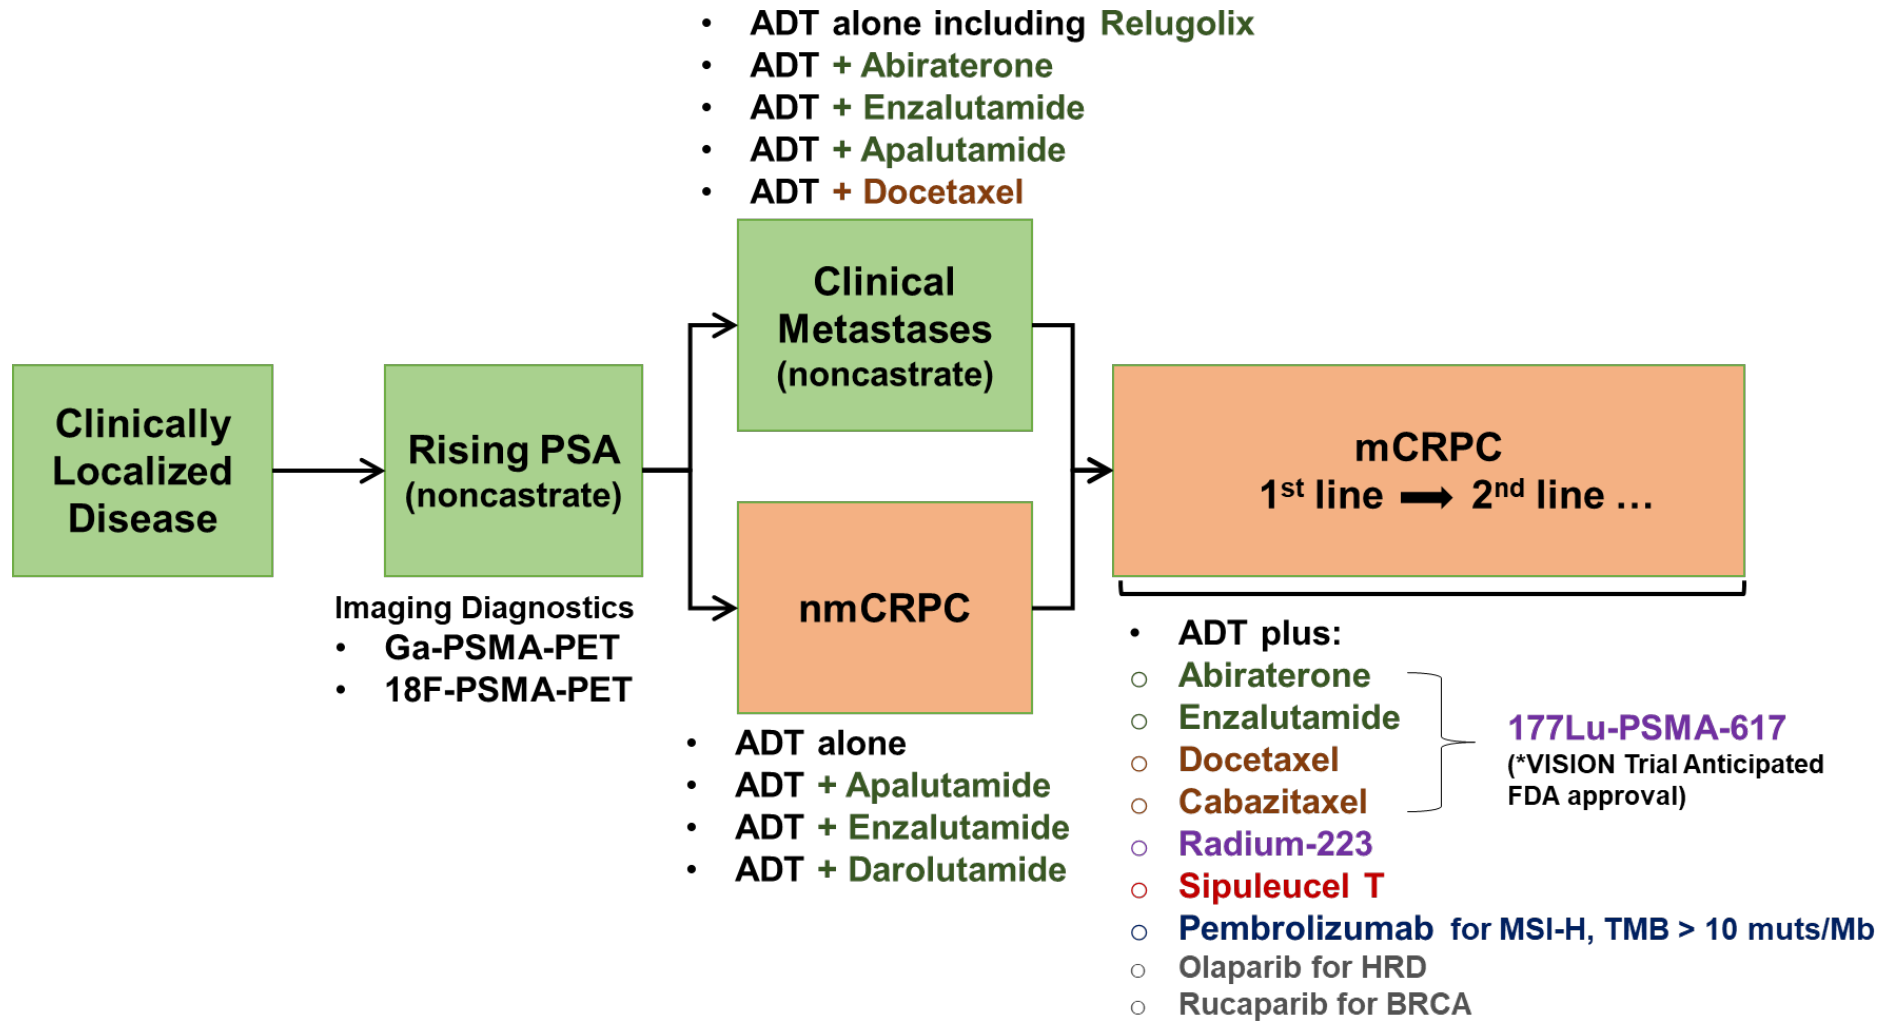 • ADT alone including Relugolix
• ADT + Abiraterone
• ADT + Enzalutamide
• ADT + Apalutamide
• ADT + Docetaxel
Clinically
Localized
Disease
Rising PSA
(noncastrate)
Imaging Diagnostics
• Ga-PSMA-PET
• 18F-PSMA-PET
Clinical
Metastases
(noncastrate)
nmCRPC
• ADT alone
• ADT + Apalutamide
• ADT + Enzalutamide
• ADT + Darolutamide
mCRPC
1st line ➡ 2nd line …
• ADT plus:
o Abiraterone
o Enzalutamide
o Docetaxel
o Cabazitaxel
o Radium-223
o Sipuleucel T
o Pembrolizumab for MSI-H, TMB > 10 muts/Mb
o Olaparib for HRD
o Rucaparib for BRCA
177Lu-PSMA-617
(*VISION Trial Anticipated
FDA approval)